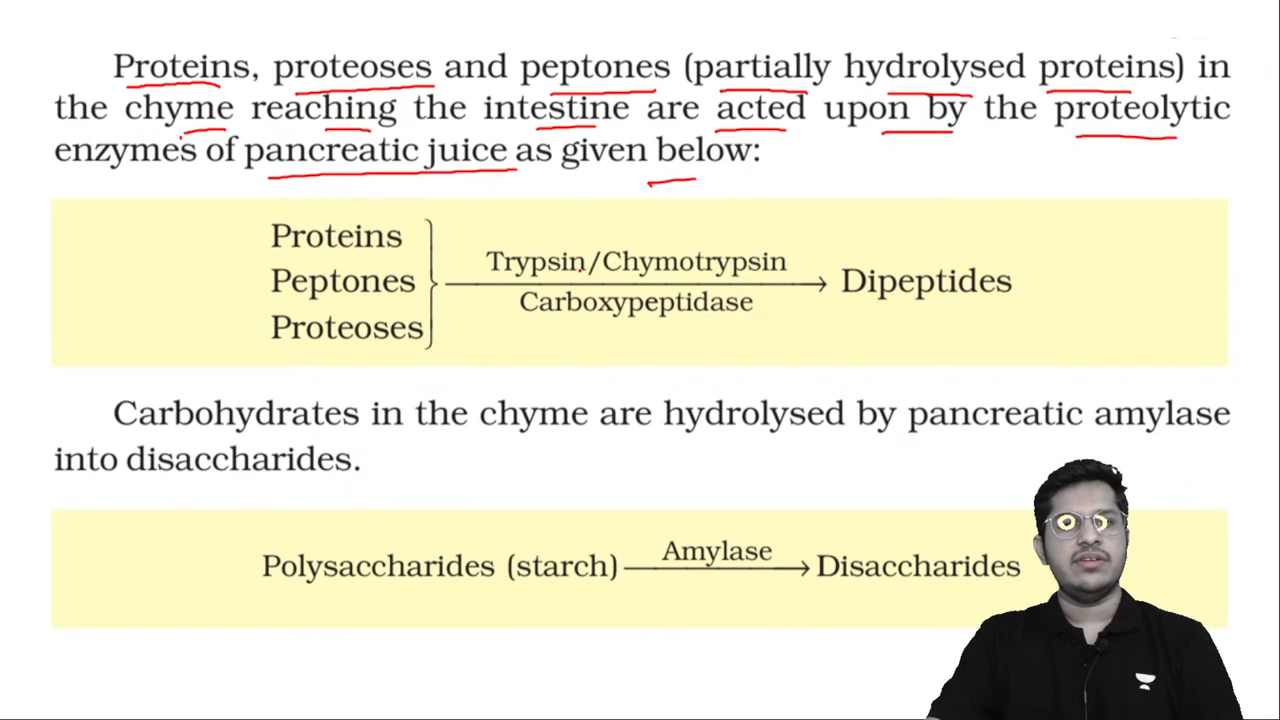 Proteins, proteoses and peptones (partially hydrolysed proteins) in
the chyme reaching the intestine are acted upon by the proteolytic
enzymes of pancreatic juice as given below:
Proteins
Peptones
Proteoses
Trypsin/Chymotrypsin
Carboxypeptidase
Dipeptides
Carbohydrates in the chyme are hydrolysed by pancreatic amylase
into disaccharides.
Polysaccharides (starch)
Amylase
Disaccharides